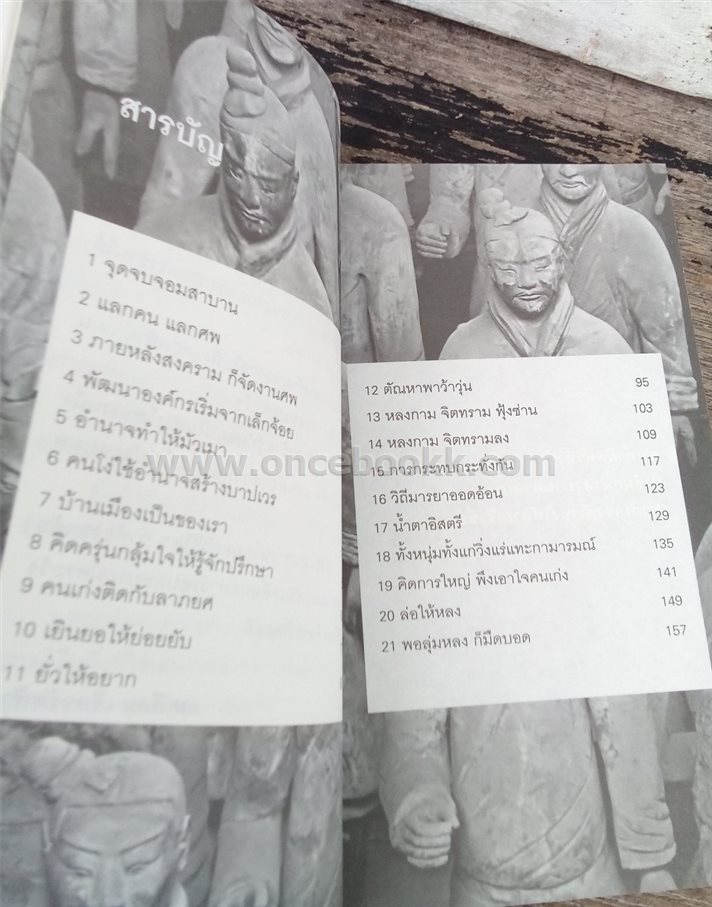 สารบัญ
1 จุดจบจอมสาบาน
2 แลกคน แลกศพ
3 ภายหลังสงคราม ก็จัดงานศพ
4 พัฒนาองค์กรเริ่มจากเล็กจ้อย
5 อำนาจทำให้มัวเมา
6 คนโง่ใช้อำนาจสร้างบาปเวร
7 บ้านเมืองเป็นของเรา
8 คิดครุ่นกลุ้มใจให้รู้จักปรึกษา
9 คนเก่งติดกับลาภยศ
10 เยินยอให้ย่อยยับ
11 ยั่วให้อยาก
12 ตัณหาพาว้าวุ่น 95
13 หลงกาม จิตทราม ฟุ้งซ่าน 103
14 หลงกาม จิตทรามลง 109
15 การกระทบกระทั่งกัน 117
16 วิถีมารยาออดอ้อน 123
17 น้ำตาอิสตรี 129
18 ทั้งหนุ่มทั้งแก่วิ่งแร่แทะกามารมณ์ 135
19 คิดการใหญ่ พึงเอาใจคนเก่ง 141
20 ล่อให้หลง 149
21 พอลุ่มหลง ก็มืดบอด 157
www.oncebookk.com